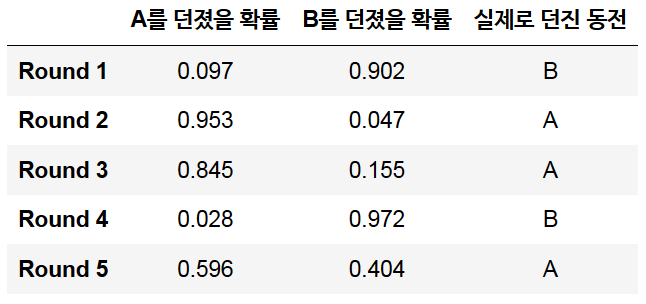 A를 던졌을 확률 B를 던졌을 확률 실제로 던진 동전
Round 1 0.097 0.902 B
Round 2 0.953 0.047 A
Round 3 0.845 0.155 A
Round 4 0.028 0.972 B
Round 5 0.596 0.404 A